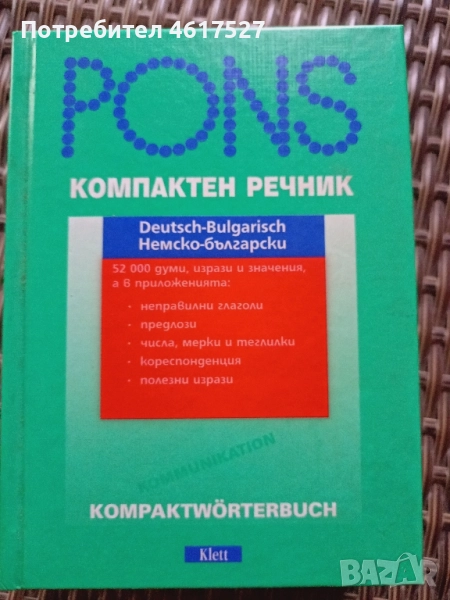 Потребител 4617527
PONS
КОМПАКТЕН РЕЧНИК
Deutsch-Bulgarisch
Немско-български
52 000 думи, изрази и значения,
а в приложенията:
· неправилни глаголи
· предлози
· числа, мерки и теглилки
· кореспонденция
· полезни изрази
KOMMUNIKATION
KOMPAKTWÖRTERBUCH
Klett
BAZAR